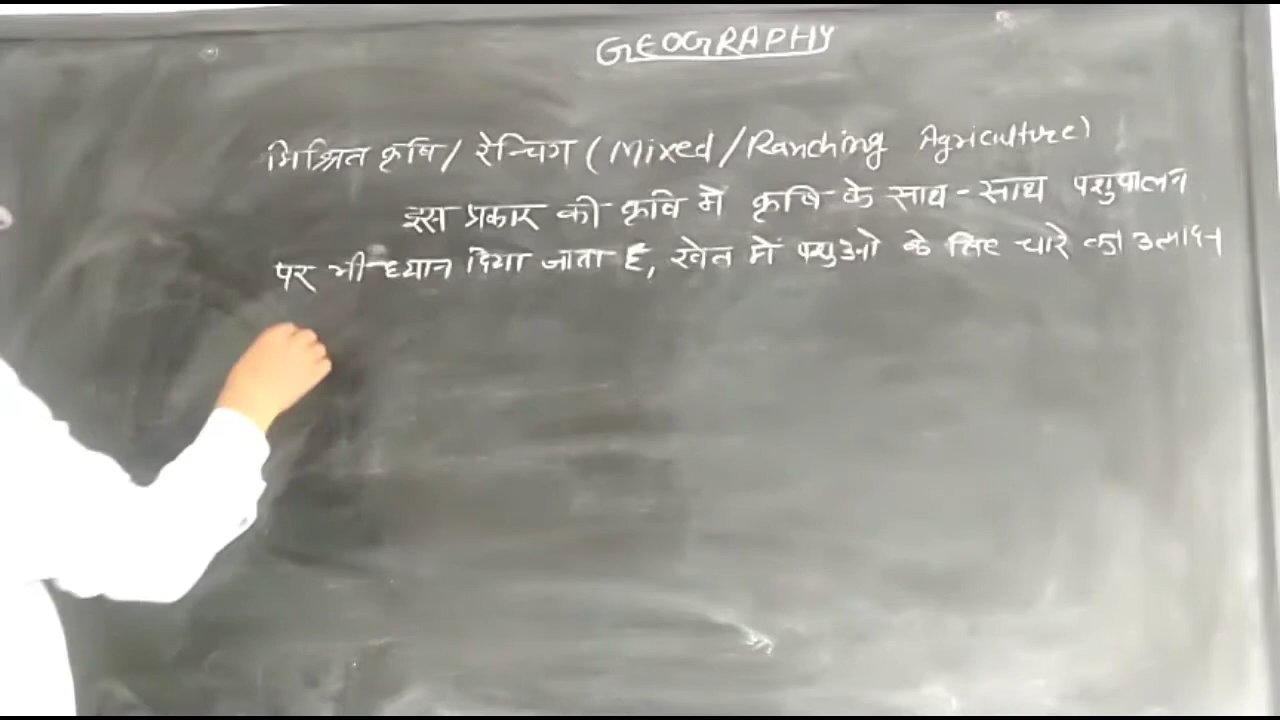 GEOGRAPHY
मिश्रित कृषि / रेन्चिग (Mixed/Ranching Agriculture)
इस प्रकार की कृषि मे कृषि के साथ-साथ पशुपालन
पर भी ध्यान दिया जाता है, खेत मे पशुओ के लिए चारे का उत्पादन